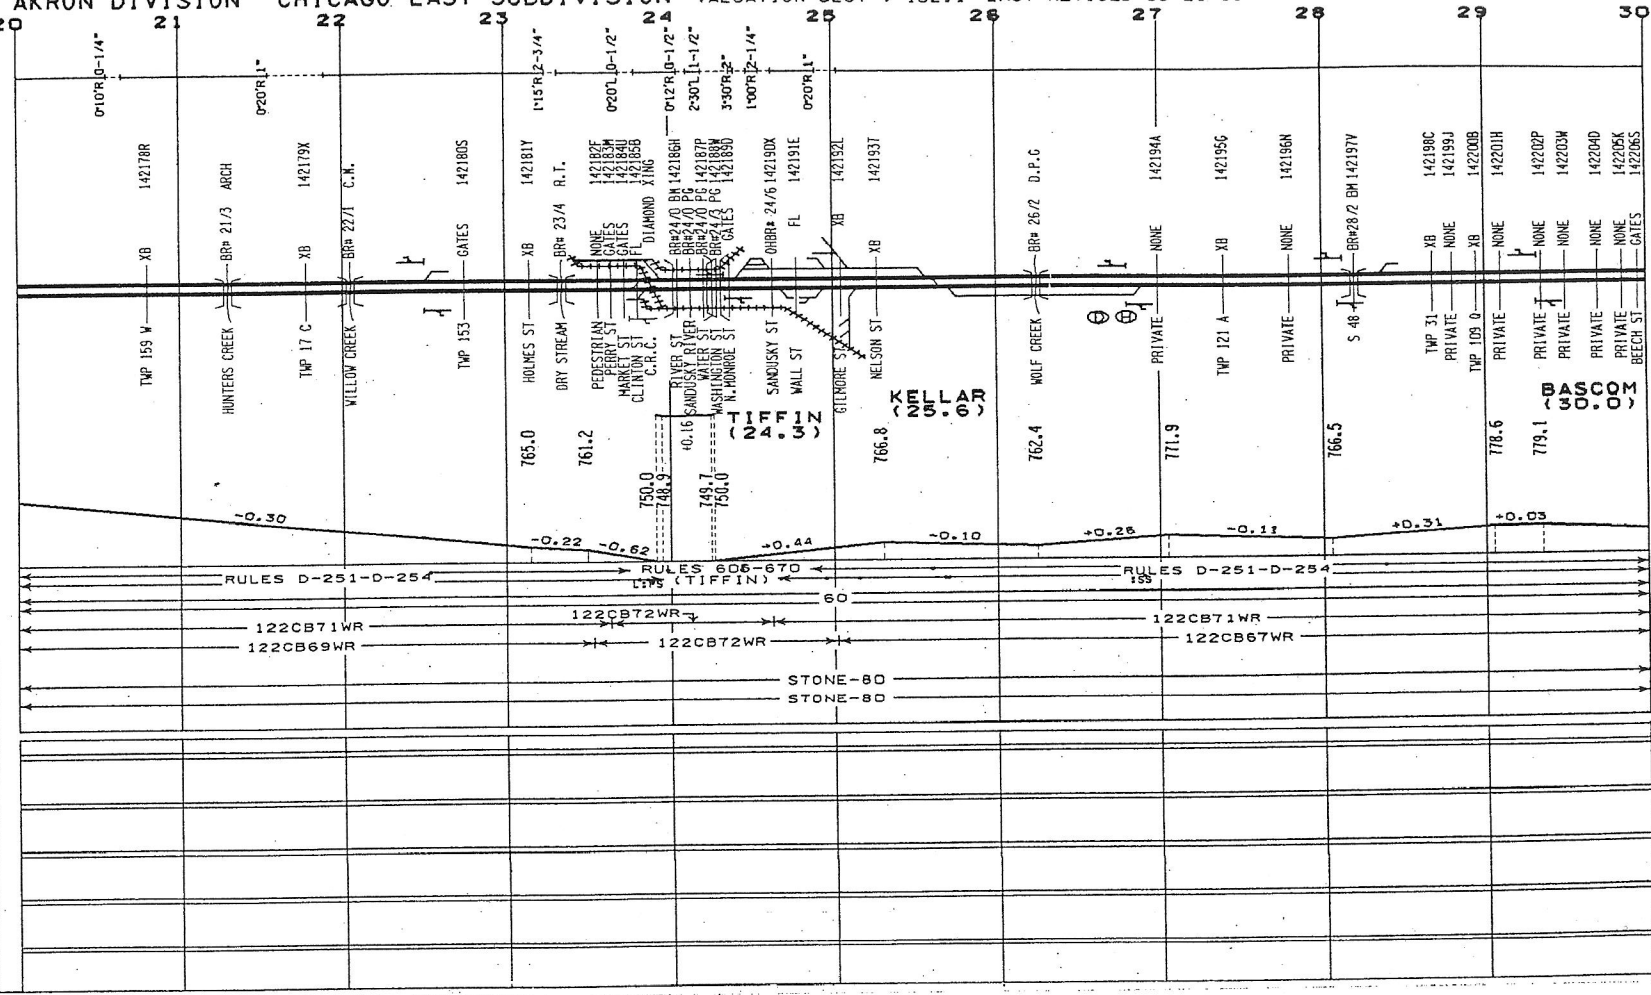 AKRON DIVISION CHICAGO EAST SUBDIVISION
20 21 22 23 24 25 26 27 28 29 30
0°10'R 0-1/4"
0°20'R 1"
1°15'R 2-3/4"
0°20'L 0-1/2"
0°12'R 0-1/2"
2°30'L 1-1/2"
3°30'R 2"
1°00'R 2-1/4"
0°20'R 1"
TWP 159 W XB 142178R
HUNTERS CREEK BR# 21/3 ARCH
TWP 17 C XB 142179X
WILLOW CREEK BR# 22/1 C.M.
TWP 153 GATES 142180S
HOLMES ST XB 142181Y
DRY STREAM BR# 23/4 R.T.
PEDESTRIAN NONE 142182F
PERRY ST GATES 142183M
MARKET ST GATES 142184U
CLINTON ST FL 142185B
C.R.C. DIAMOND XING
RIVER ST BR#24/0 BM 142186H
SANDUSKY RIVER BR#24/0 PG
WATER ST BR#24/0 PG 142187P
WASHINGTON ST BR#24/3 PG 142188W
N.MONROE ST GATES 142189D
SANDUSKY ST OHBR# 24/6 142190X
WALL ST FL 142191E
GILMORE ST XB 142192L
NELSON ST XB 142193T
WOLF CREEK BR# 26/2 D.P.G
PRIVATE NONE 142194A
TWP 121 A XB 142195G
PRIVATE NONE 142196N
S 48 BR#28/2 BM 142197V
TWP 31 XB 142198C
PRIVATE NONE 142199J
TWP 109 Q XB 142200B
PRIVATE NONE 142201H
PRIVATE NONE 142202P
PRIVATE NONE 142203W
PRIVATE NONE 142204D
PRIVATE NONE 142205K
BEECH ST GATES 142206S
TIFFIN
(24.3)
KELLAR
(25.6)
BASCOM
(30.0)
765.0 761.2 750.0 748.9 +0.16 749.7 750.0 766.8 762.4 771.9 766.5 778.6 779.1
-0.30 -0.22 -0.62 +0.44 -0.10 +0.26 -0.11 +0.31 +0.03
RULES D-251-D-254 RULES 606-670 RULES D-251-D-254
(TIFFIN) ISS
60
122CB72WR
122CB71WR 122CB71WR
122CB69WR 122CB72WR 122CB67WR
STONE-80
STONE-80